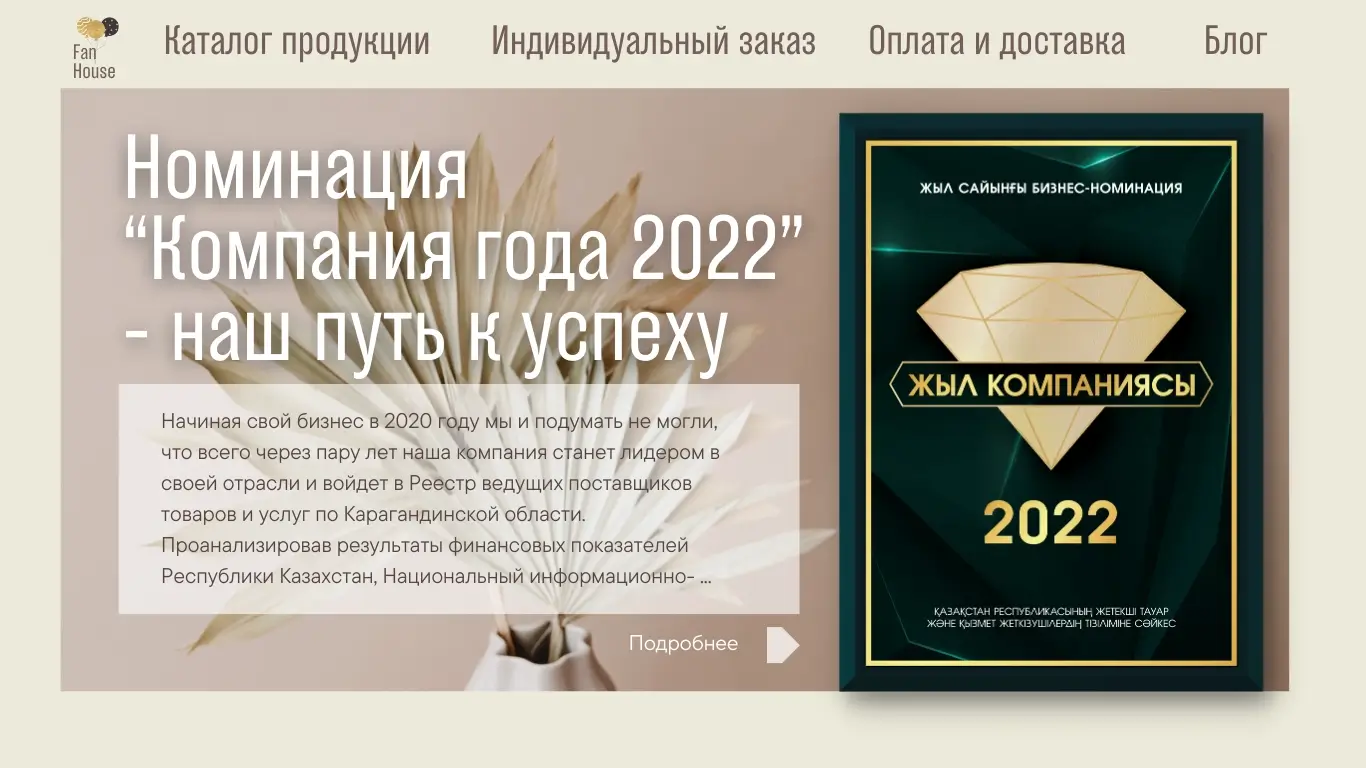 Fan
House
Каталог продукции
Индивидуальный заказ
Оплата и доставка
Блог
Номинация
“Компания года 2022”
- наш путь к успеху
Начиная свой бизнес в 2020 году мы и подумать не могли,
что всего через пару лет наша компания станет лидером в
своей отрасли и войдет в Реестр ведущих поставщиков
товаров и услуг по Карагандинской области.
Проанализировав результаты финансовых показателей
Республики Казахстан, Национальный информационно- ...
Подробнее
ЖЫЛ САЙЫНҒЫ БИЗНЕС-НОМИНАЦИЯ
ЖЫЛ КОМПАНИЯСЫ
2022
ҚАЗАҚСТАН РЕСПУБЛИКАСЫНЫҢ ЖЕТЕКШІ ТАУАР
ЖӘНЕ ҚЫЗМЕТ ЖЕТКІЗУШІЛЕРДІҢ ТІЗІЛІМІНЕ СӘЙКЕС